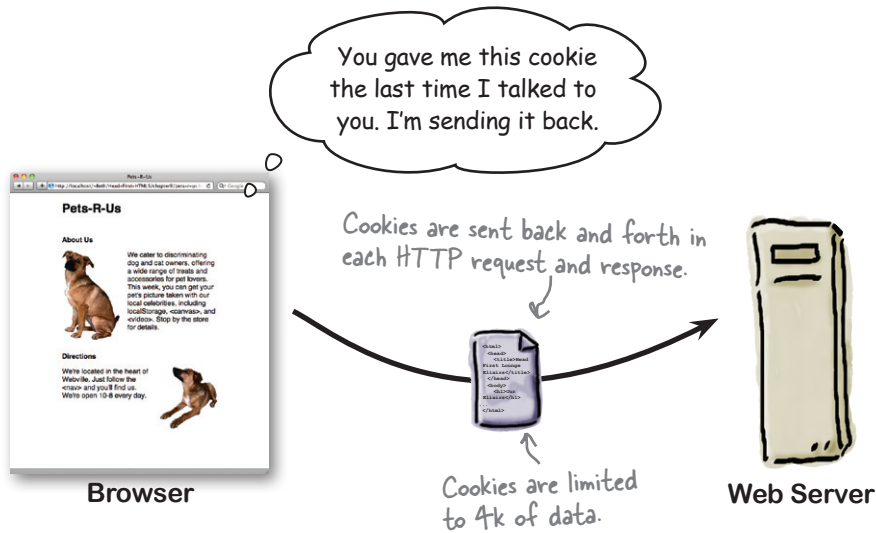 You gave me this cookie
the last time I talked to
you. I'm sending it back.
Pets-R-Us
Pets-R-Us
About Us
We cater to discriminating
dog and cat owners, offering
a wide range of treats and
accessories for pet lovers.
This week, you can get your
pet's picture taken with our
local celebrities, including
localStorage, <canvas>, and
<video>. Stop by the store
for details.
Directions
We're located in the heart of
Webville. Just follow the
<nav> and you'll find us.
We're open 10-8 every day.
Browser
Cookies are sent back and forth in
each HTTP request and response.
<html>
<head>
<title>Head
First Lounge
Elixirs</title>
</head>
<body>
<h1>Our
Elixirs</h1>
...
</html>
Cookies are limited
to 4k of data.
Web Server